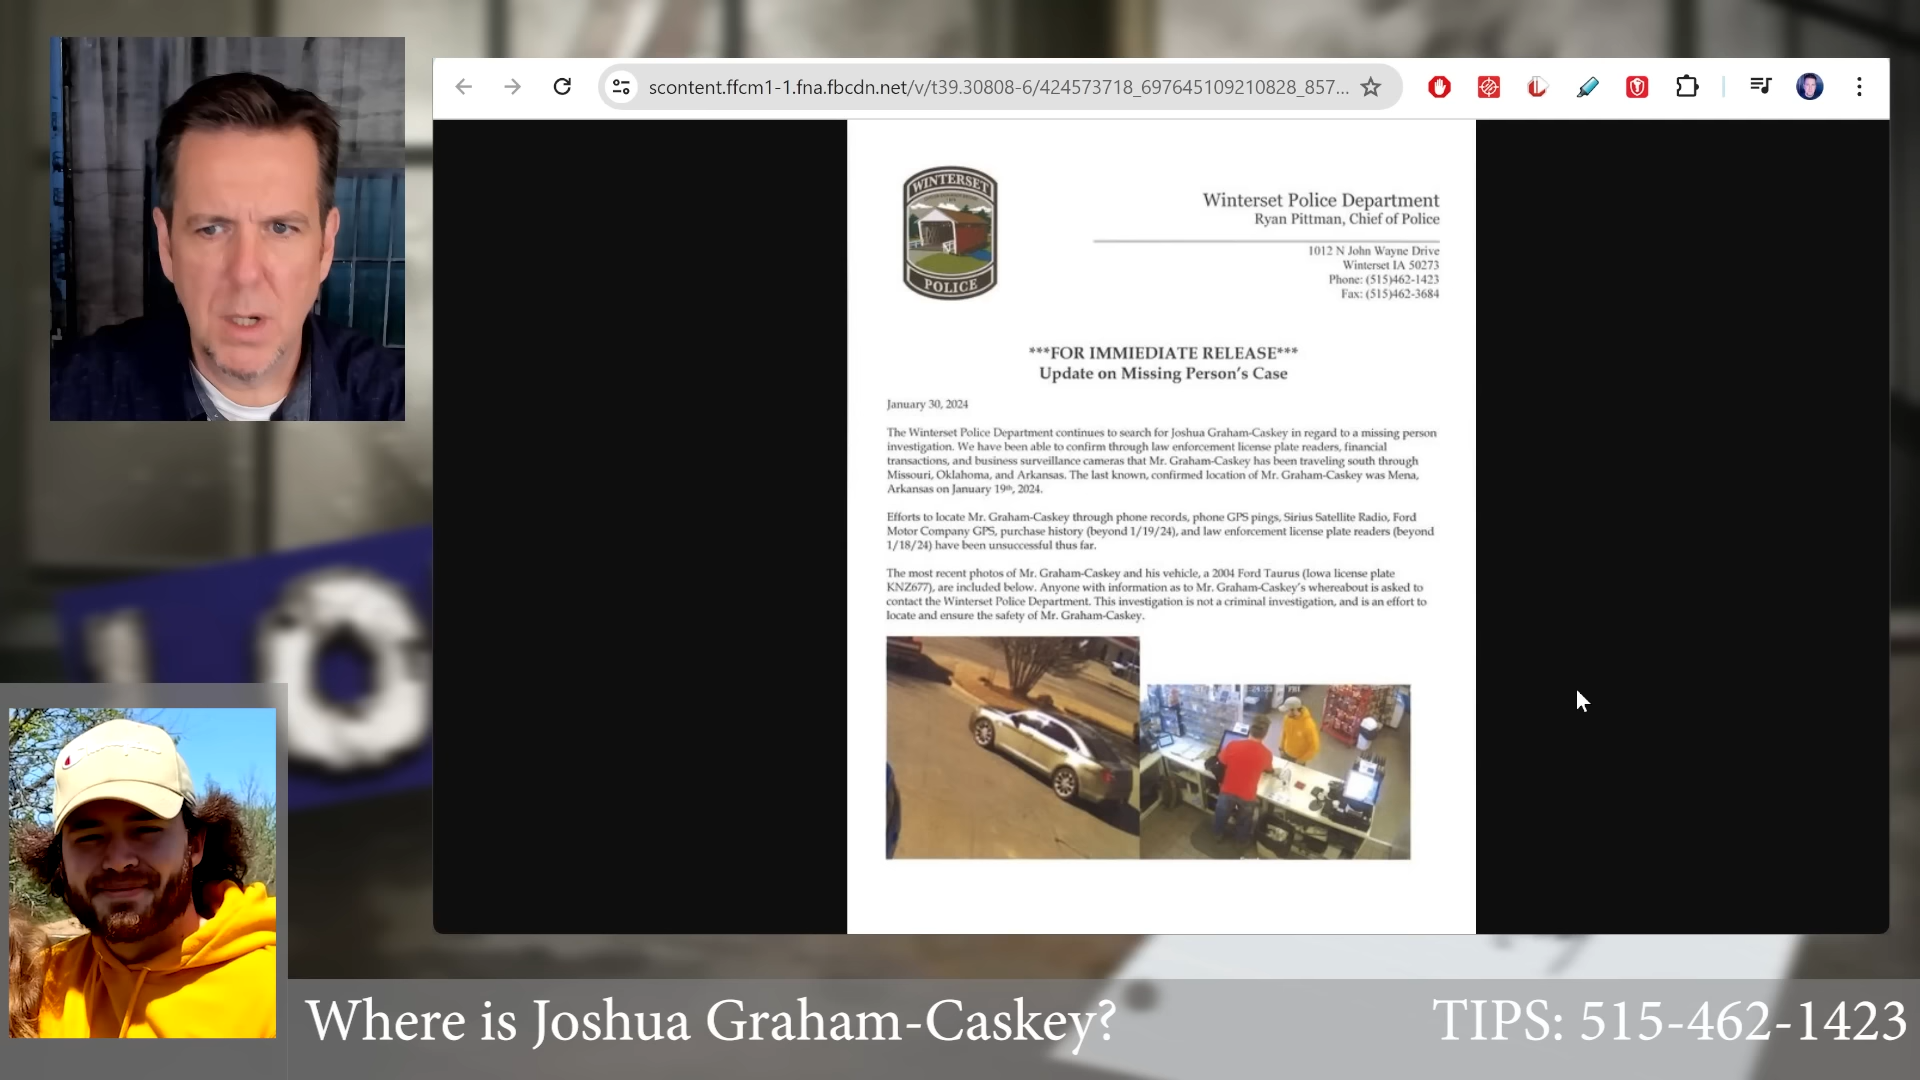 scontent.ffcm1-1.fna.fbcdn.net/v/t39.30808-6/424573718_697645109210828_857...
WINTERSET
POLICE
Winterset Police Department
Ryan Pittman, Chief of Police
1012 N John Wayne Drive
Winterset IA 50273
Phone: (515)462-1423
Fax: (515)462-3684
***FOR IMMIEDIATE RELEASE***
Update on Missing Person's Case
January 30, 2024
The Winterset Police Department continues to search for Joshua Graham-Caskey in regard to a missing person
investigation. We have been able to confirm through law enforcement license plate readers, financial
transactions, and business surveillance cameras that Mr. Graham-Caskey has been traveling south through
Missouri, Oklahoma, and Arkansas. The last known, confirmed location of Mr. Graham-Caskey was Mena,
Arkansas on January 19th, 2024.
Efforts to locate Mr. Graham-Caskey through phone records, phone GPS pings, Sirius Satellite Radio, Ford
Motor Company GPS, purchase history (beyond 1/19/24), and law enforcement license plate readers (beyond
1/18/24) have been unsuccessful thus far.
The most recent photos of Mr. Graham-Caskey and his vehicle, a 2004 Ford Taurus (Iowa license plate
KNZ677), are included below. Anyone with information as to Mr. Graham-Caskey's whereabout is asked to
contact the Winterset Police Department. This investigation is not a criminal investigation, and is an effort to
locate and ensure the safety of Mr. Graham-Caskey.
Where is Joshua Graham-Caskey?
TIPS: 515-462-1423